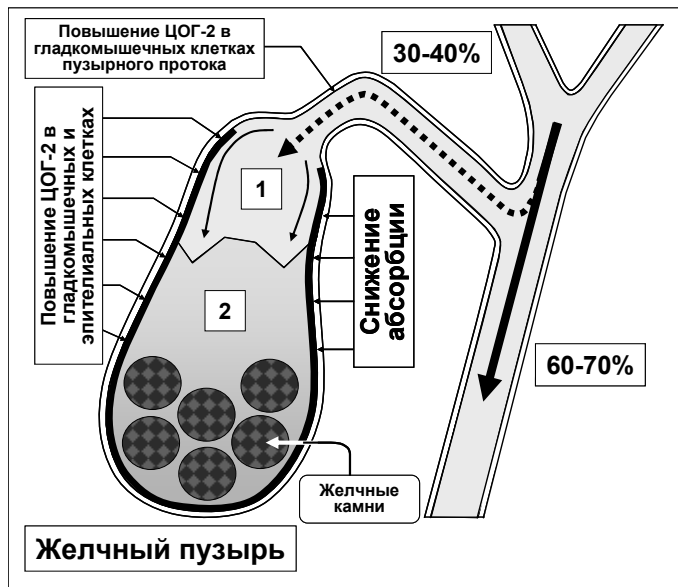 Повышение ЦОГ-2 в
гладкомышечных клетках
пузырного протока
30-40%
Повышение ЦОГ-2 в
гладкомышечных и
эпителиальных клетках
1
2
Снижение
абсорбции
60-70%
Желчные
камни
Желчный пузырь